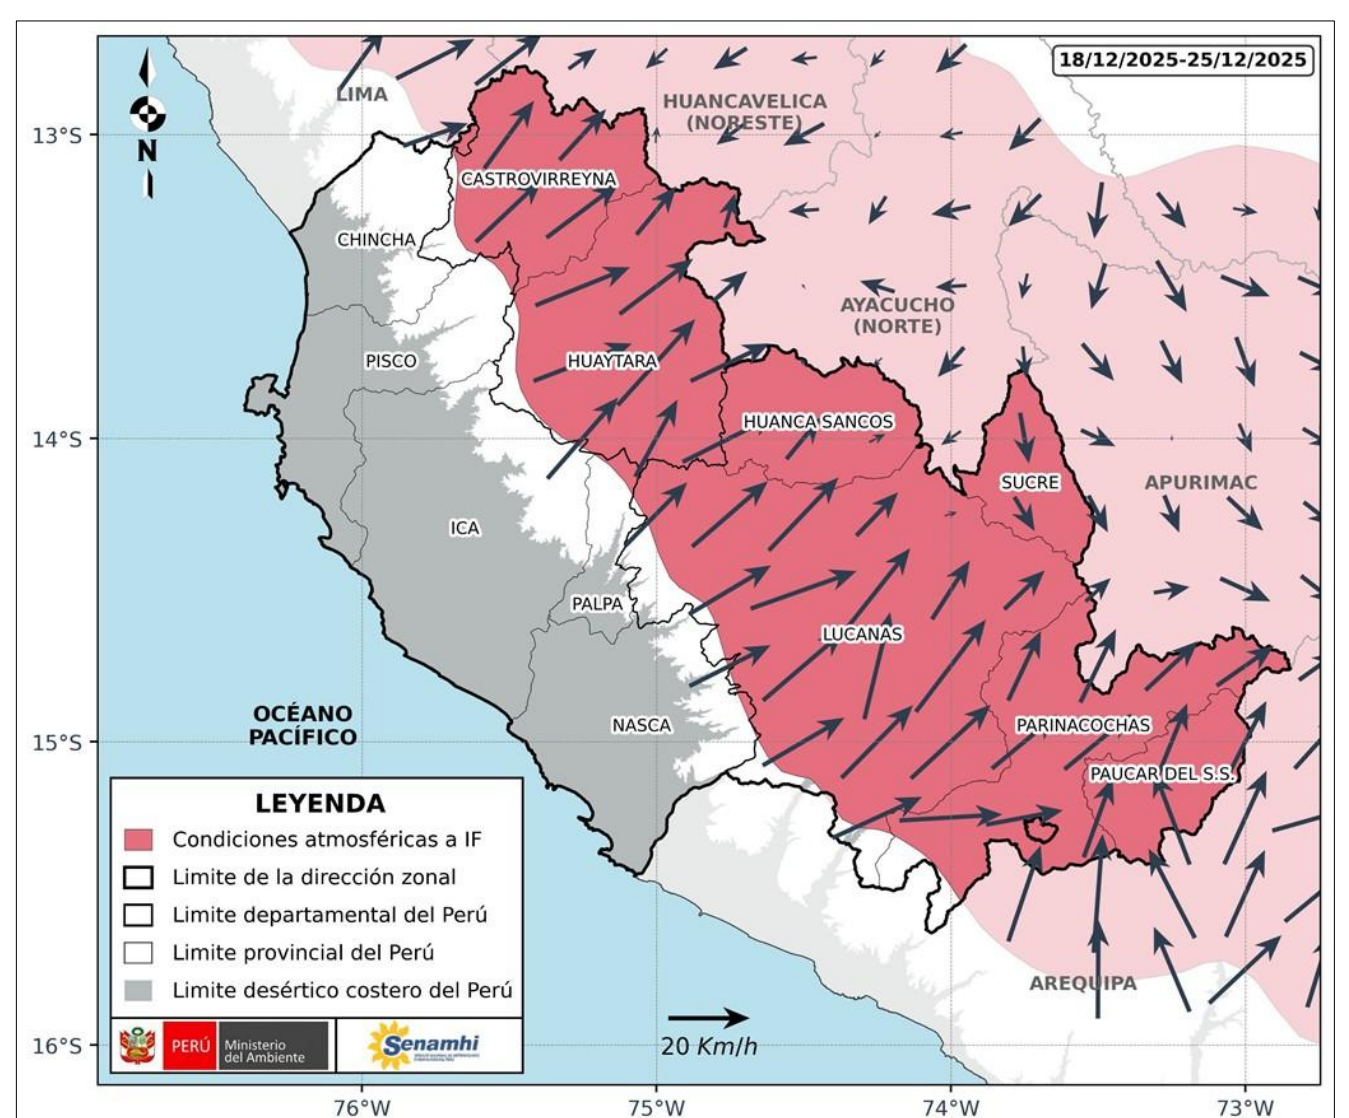 18/12/2025-25/12/2025
LIMA
HUANCAVELICA
(NORESTE)
13°S
N
CASTROVIRREYNA
CHINCHA
AYACUCHO
(NORTE)
PISCO
HUAYTARA
HUANCA SANCOS
14°S
SUCRE
APURIMAC
ICA
PALPA
LUCANAS
OCÉANO
PACÍFICO
NASCA
PARINACOCHAS
15°S
PAUCAR DEL S.S.
LEYENDA
Condiciones atmosféricas a IF
Limite de la dirección zonal
Limite departamental del Perú
Limite provincial del Perú
Limite desértico costero del Perú
AREQUIPA
PERÚ
Ministerio
del Ambiente
Senamhi
20 Km/h
16°S
76°W
75°W
74°W
73°W